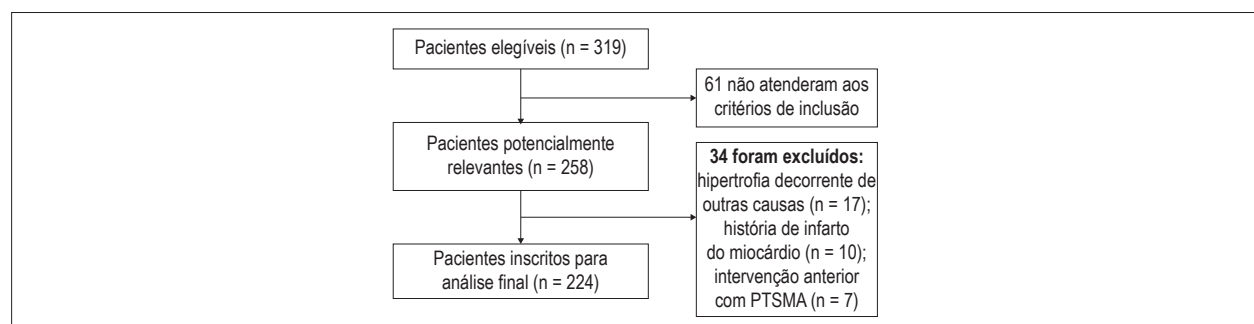 Pacientes elegíveis (n = 319)
61 não atenderam aos
critérios de inclusão
Pacientes potencialmente
relevantes (n = 258)
34 foram excluídos:
hipertrofia decorrente de
outras causas (n = 17);
história de infarto
do miocárdio (n = 10);
intervenção anterior
com PTSMA (n = 7)
Pacientes inscritos para
análise final (n = 224)